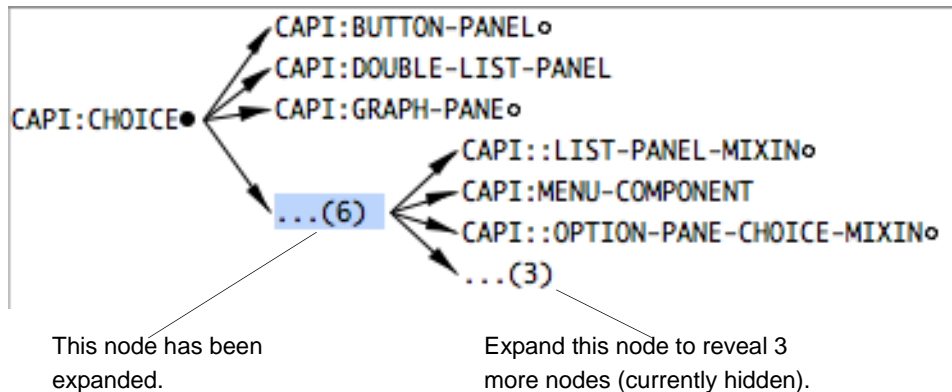 CAPI:BUTTON-PANEL
CAPI:DOUBLE-LIST-PANEL
CAPI:CHOICE
CAPI:GRAPH-PANE
CAPI::LIST-PANEL-MIXIN
...(6)
CAPI:MENU-COMPONENT
CAPI::OPTION-PANE-CHOICE-MIXIN
...(3)
This node has been
expanded.
Expand this node to reveal 3
more nodes (currently hidden).